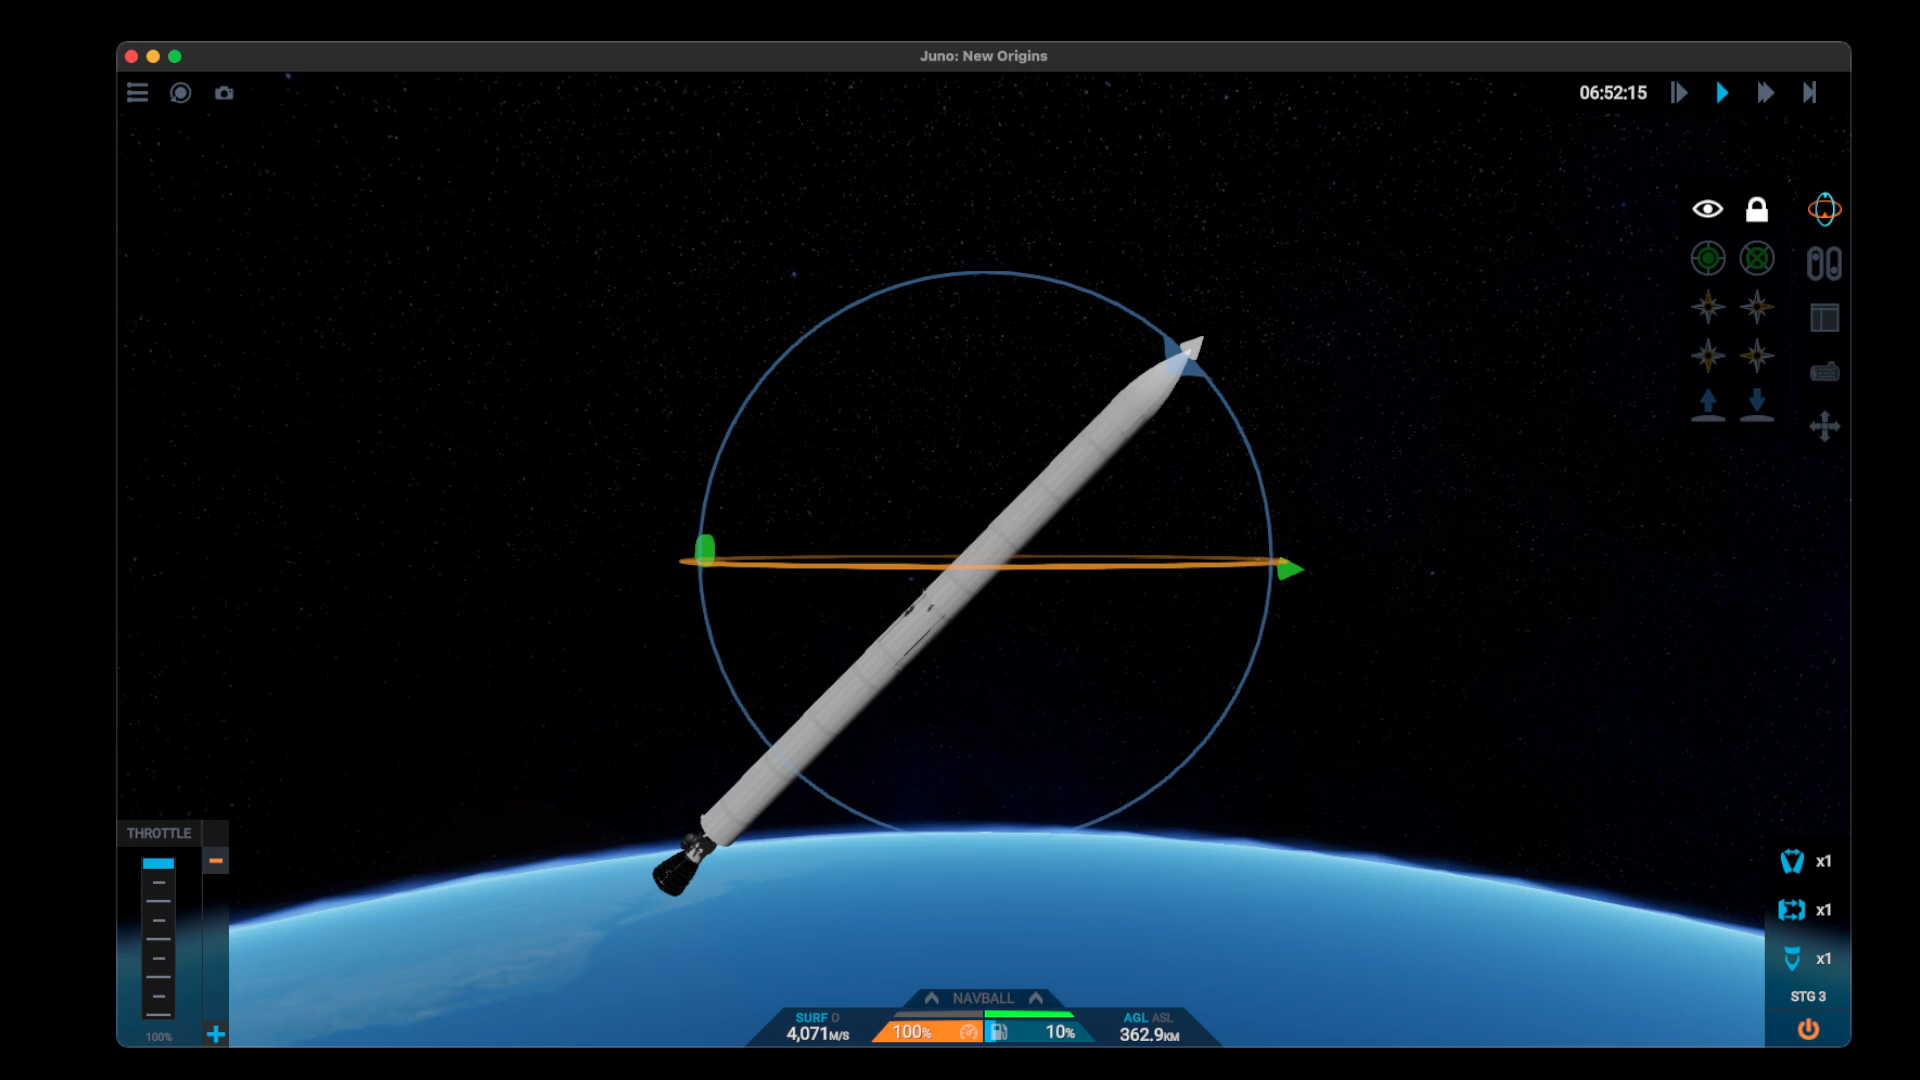 Juno: New Origins
06:52:15
THROTTLE
100%
x1
x1
x1
STG 3
NAVBALL
SURF O
4,071M/S
100%
10%
AGL ASL
362.9KM